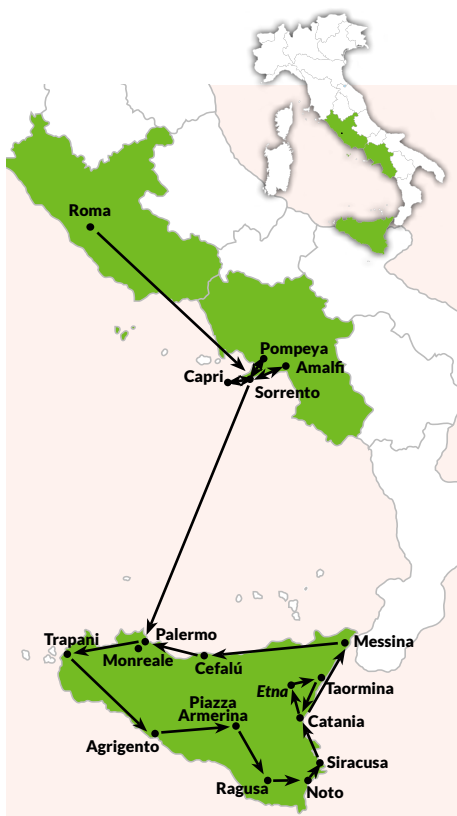 Roma
Pompeya
Capri
Amalfi
Sorrento
Trapani
Palermo
Monreale
Cefalú
Messina
Etna
Taormina
Piazza
Armerina
Agrigento
Catania
Siracusa
Ragusa
Noto